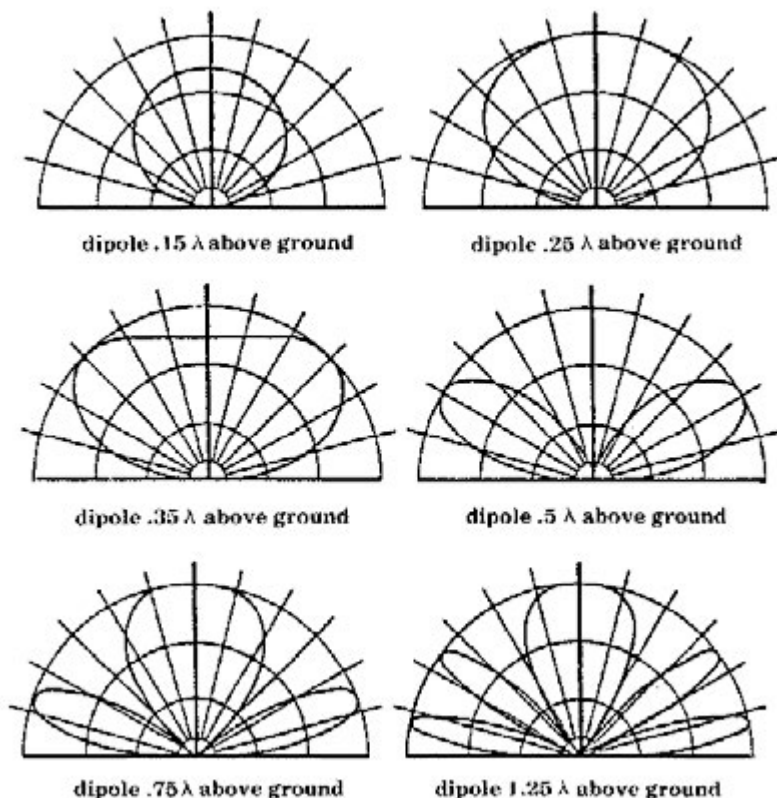 dipole .15 λ above ground
dipole .25 λ above ground
dipole .35 λ above ground
dipole .5 λ above ground
dipole .75λ above ground
dipole 1.25 λ above ground